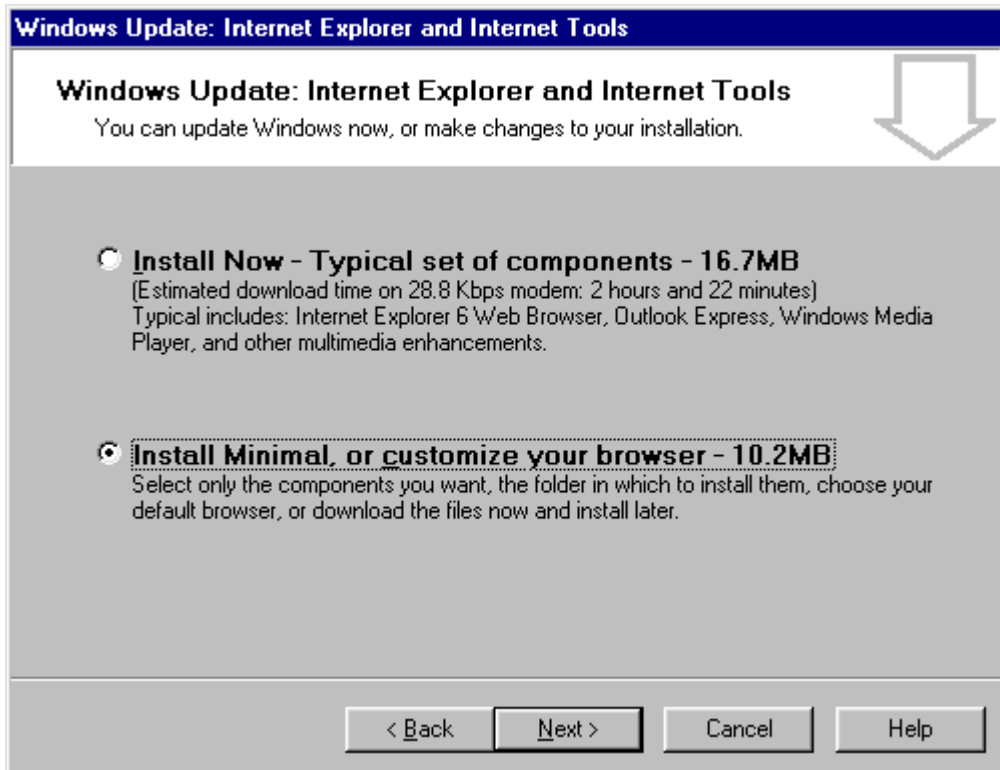 Windows Update: Internet Explorer and Internet Tools
Windows Update: Internet Explorer and Internet Tools
You can update Windows now, or make changes to your installation.
Install Now - Typical set of components - 16.7MB
(Estimated download time on 28.8 Kbps modem: 2 hours and 22 minutes)
Typical includes: Internet Explorer 6 Web Browser, Outlook Express, Windows Media
Player, and other multimedia enhancements.
Install Minimal, or customize your browser - 10.2MB
Select only the components you want, the folder in which to install them, choose your
default browser, or download the files now and install later.
< Back Next > Cancel Help